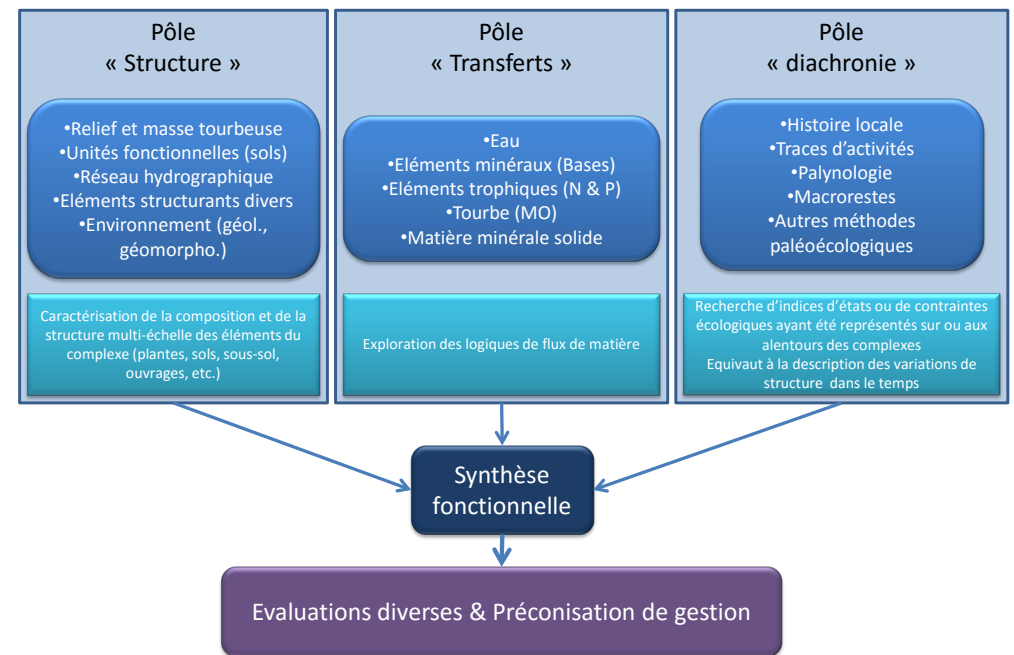 Pôle
« Structure »
•Relief et masse tourbeuse
•Unités fonctionnelles (sols)
•Réseau hydrographique
•Eléments structurants divers
•Environnement (géol.,
géomorpho.)
Caractérisation de la composition et de la
structure multi-échelle des éléments du
complexe (plantes, sols, sous-sol,
ouvrages, etc.)
Pôle
« Transferts »
•Eau
•Eléments minéraux (Bases)
•Eléments trophiques (N & P)
•Tourbe (MO)
•Matière minérale solide
Exploration des logiques de flux de matière
Pôle
« diachronie »
•Histoire locale
•Traces d'activités
•Palynologie
•Macrorestes
•Autres méthodes
paléoécologiques
Recherche d'indices d'états ou de contraintes
écologiques ayant été représentés sur ou aux
alentours des complexes
Equivaut à la description des variations de
structure dans le temps
Synthèse
fonctionnelle
Evaluations diverses & Préconisation de gestion